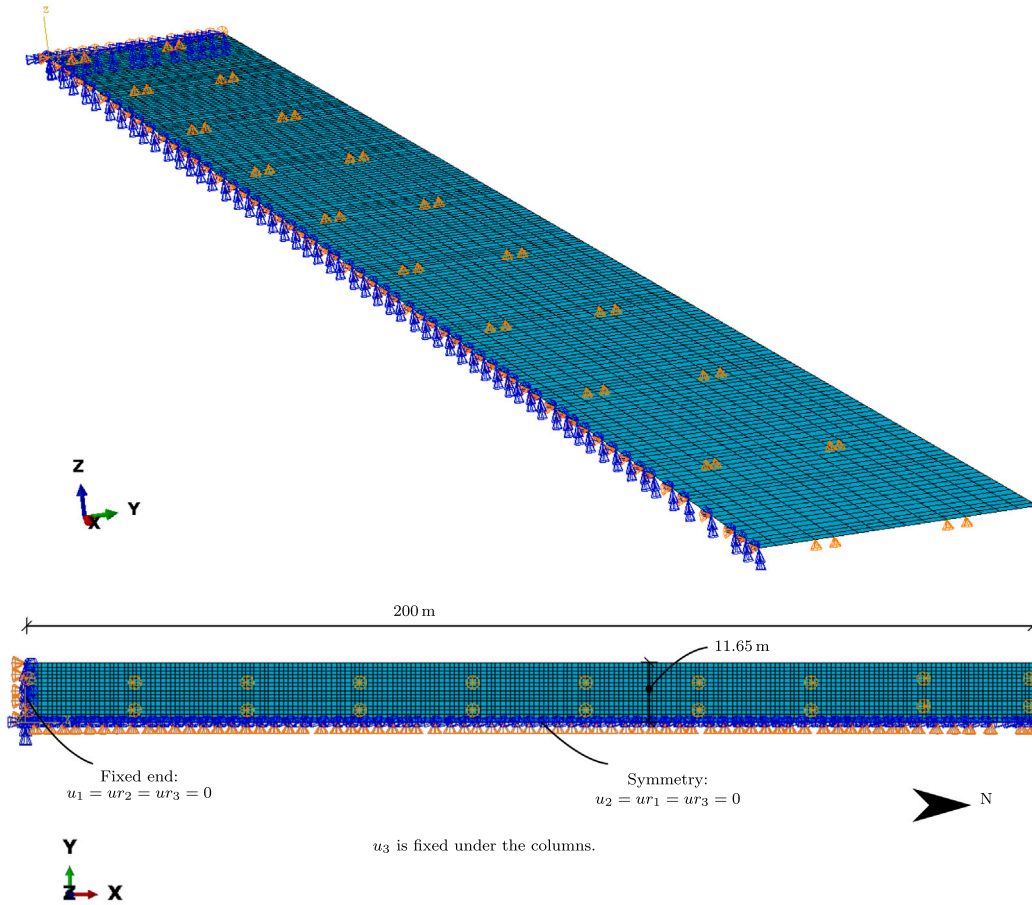 z
Z
Y
X
200 m
11.65 m
x
Fixed end:
u₁ = ur₂ = ur₃ = 0
Symmetry:
u₂ = ur₁ = ur₃ = 0
N
u₃ is fixed under the columns.
Y
Z
X